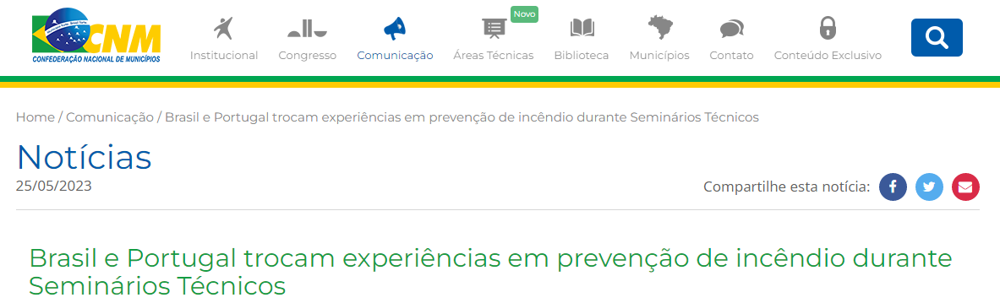 CNM
CONFEDERAÇÃO NACIONAL DE MUNICÍPIOS
Novo
Institucional
Congresso
Comunicação
Áreas Técnicas
Biblioteca
Municípios
Contato
Conteúdo Exclusivo
Home / Comunicação / Brasil e Portugal trocam experiências em prevenção de incêndio durante Seminários Técnicos
Notícias
25/05/2023
Compartilhe esta notícia:
Brasil e Portugal trocam experiências em prevenção de incêndio durante
Seminários Técnicos